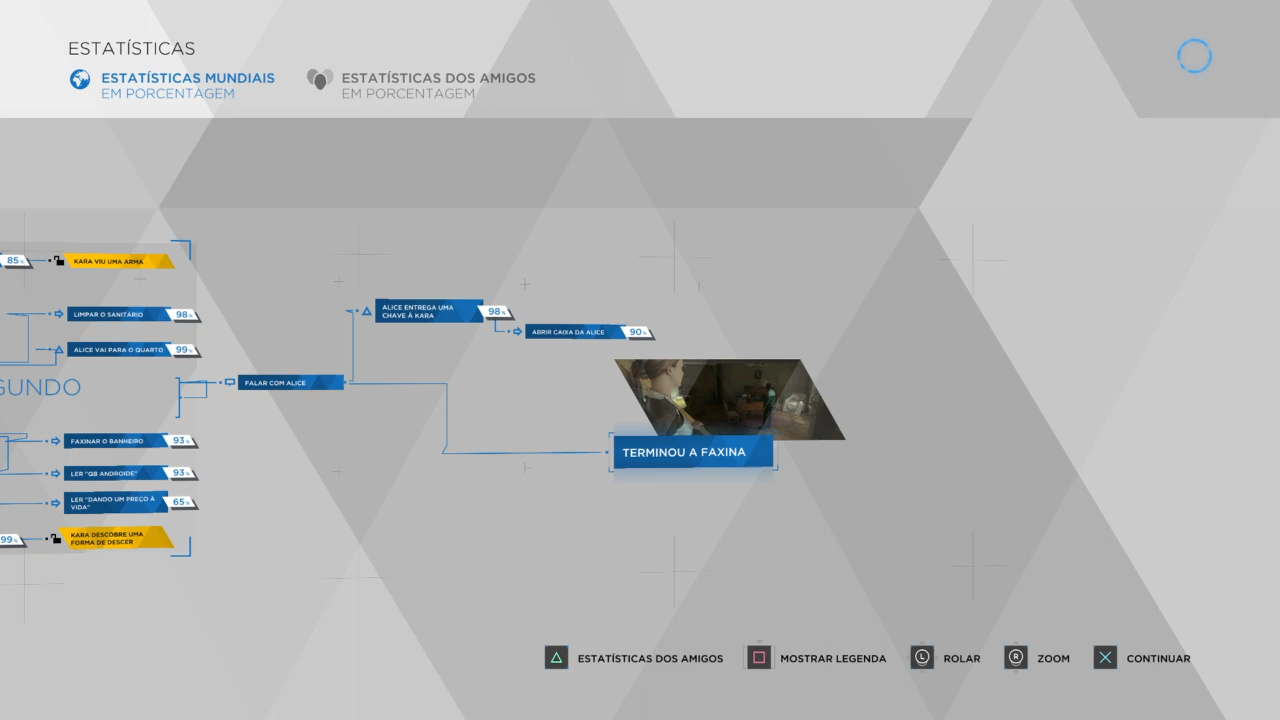 ESTATÍSTICAS
ESTATÍSTICAS MUNDIAIS
EM PORCENTAGEM
ESTATÍSTICAS DOS AMIGOS
EM PORCENTAGEM
85%
KARA VIU UMA ARMA
LIMPAR O SANITÁRIO
98%
ALICE VAI PARA O QUARTO
99%
GUNDO
FAXINAR O BANHEIRO
93%
LER "QB ANDROIDE"
93%
LER "DANDO UM PREÇO À
VIDA"
65%
99%
KARA DESCOBRE UMA
FORMA DE DESCER
FALAR COM ALICE
ALICE ENTREGA UMA
CHAVE À KARA
98%
ABRIR CAIXA DA ALICE
90%
TERMINOU A FAXINA
ESTATÍSTICAS DOS AMIGOS
MOSTRAR LEGENDA
L
ROLAR
R
ZOOM
CONTINUAR